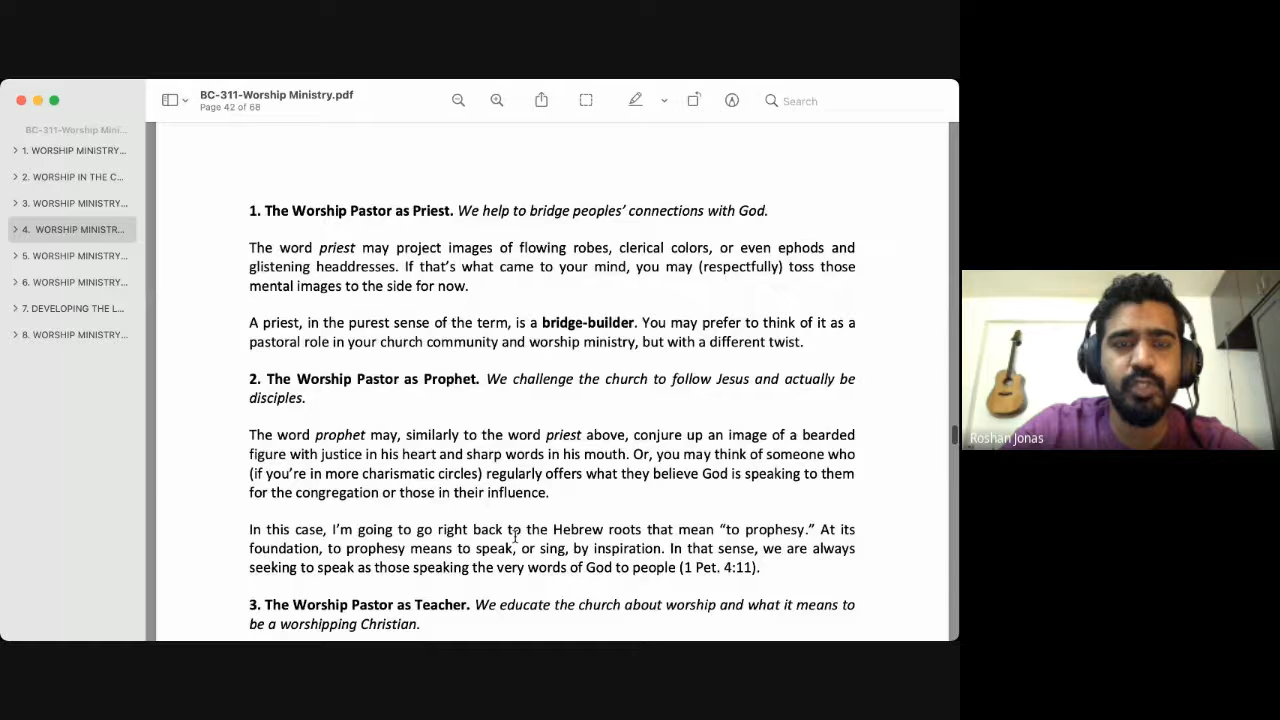 BC-311-Worship Ministry.pdf
Page 42 of 68
Search
BC-311-Worship Mini...
1. WORSHIP MINISTRY...
2. WORSHIP IN THE C...
3. WORSHIP MINISTRY...
4. WORSHIP MINISTR...
5. WORSHIP MINISTRY...
6. WORSHIP MINISTRY...
7. DEVELOPING THE L...
8. WORSHIP MINISTRY...
1. The Worship Pastor as Priest. We help to bridge peoples’ connections with God.
The word priest may project images of flowing robes, clerical colors, or even ephods and
glistening headdresses. If that’s what came to your mind, you may (respectfully) toss those
mental images to the side for now.
A priest, in the purest sense of the term, is a bridge-builder. You may prefer to think of it as a
pastoral role in your church community and worship ministry, but with a different twist.
2. The Worship Pastor as Prophet. We challenge the church to follow Jesus and actually be
disciples.
The word prophet may, similarly to the word priest above, conjure up an image of a bearded
figure with justice in his heart and sharp words in his mouth. Or, you may think of someone who
(if you’re in more charismatic circles) regularly offers what they believe God is speaking to them
for the congregation or those in their influence.
In this case, I’m going to go right back to the Hebrew roots that mean “to prophesy.” At its
foundation, to prophesy means to speak, or sing, by inspiration. In that sense, we are always
seeking to speak as those speaking the very words of God to people (1 Pet. 4:11).
3. The Worship Pastor as Teacher. We educate the church about worship and what it means to
be a worshipping Christian.
Roshan Jonas